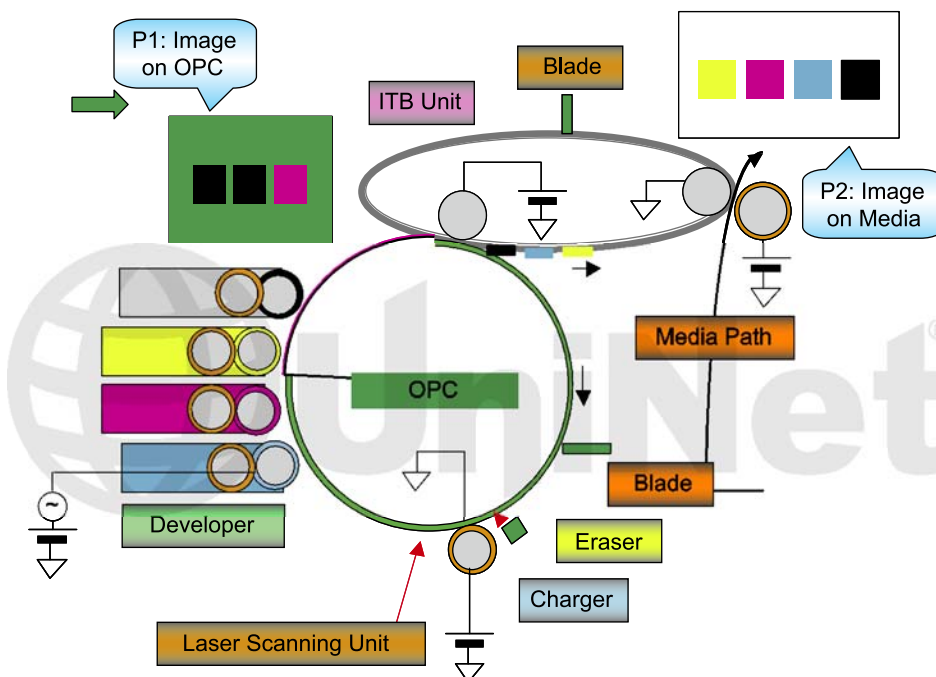 P1: Image
on OPC
Blade
ITB Unit
P2: Image
on Media
Media Path
OPC
UniNet®
Blade
Developer
Eraser
Charger
Laser Scanning Unit
~